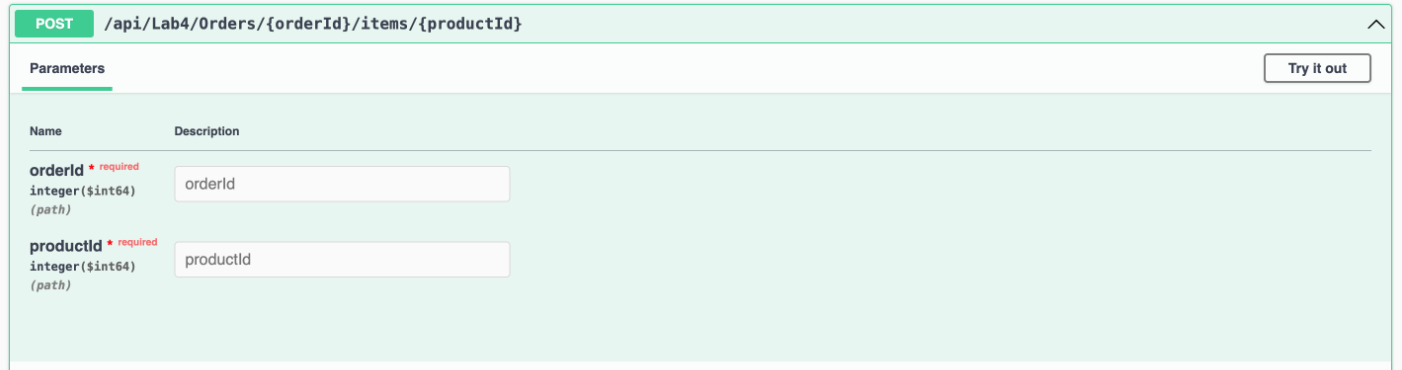 POST /api/Lab4/Orders/{orderId}/items/{productId}
Parameters
Try it out
Name Description
orderId * required
integer($int64)
(path)
orderId
productId * required
integer($int64)
(path)
productId